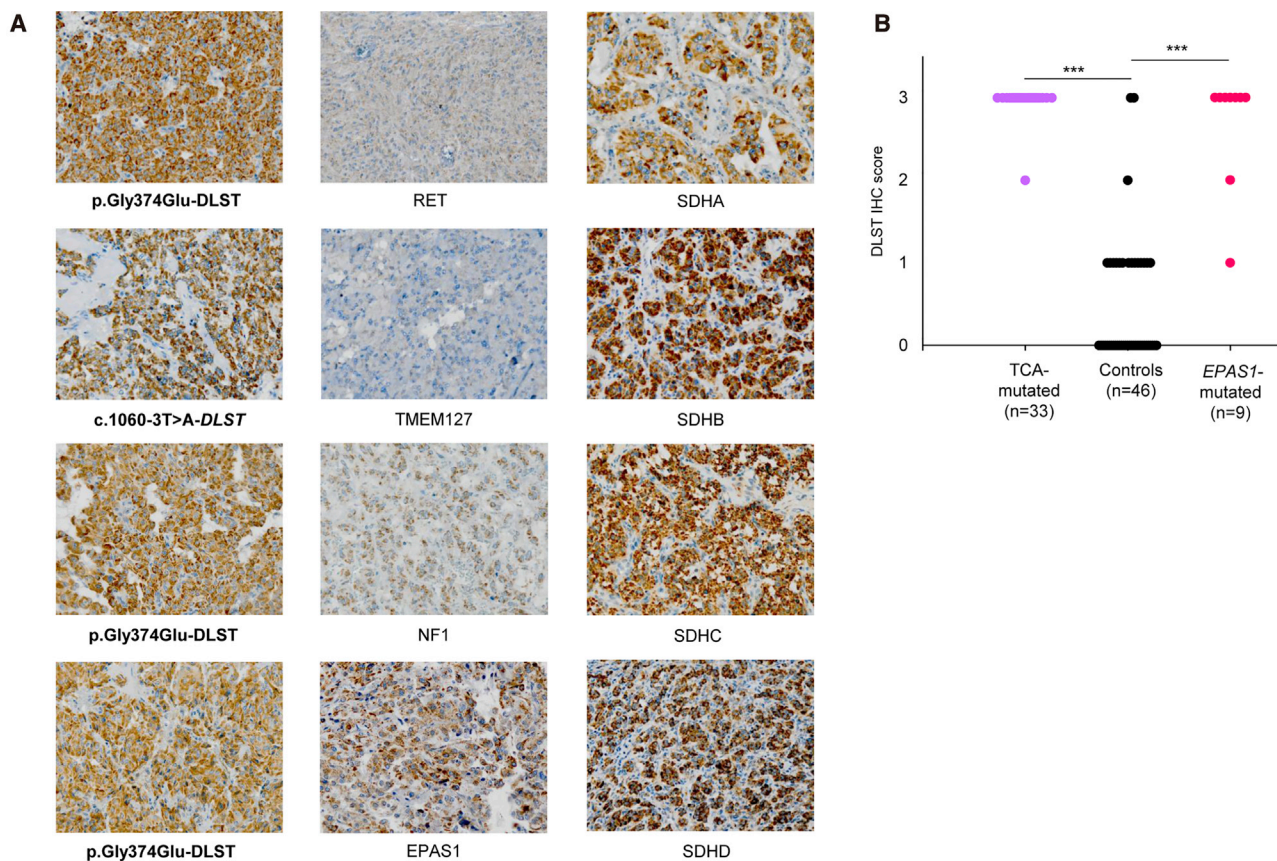 A
p.Gly374Glu-DLST
RET
SDHA
c.1060-3T>A-DLST
TMEM127
SDHB
p.Gly374Glu-DLST
NF1
SDHC
p.Gly374Glu-DLST
EPAS1
SDHD
B
***
***
DLST IHC score
3
2
1
0
TCA-
mutated
(n=33)
Controls
(n=46)
EPAS1-
mutated
(n=9)